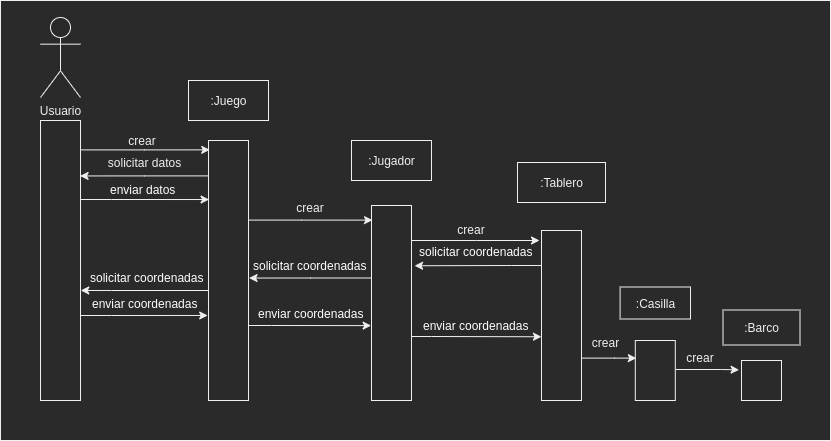 Usuario
:Juego
crear
:Jugador
solicitar datos
:Tablero
enviar datos
crear
crear
solicitar coordenadas
solicitar coordenadas
solicitar coordenadas
enviar coordenadas
:Casilla
enviar coordenadas
enviar coordenadas
:Barco
crear
crear